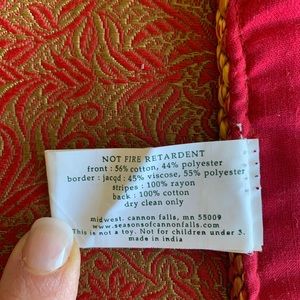 NOT FIRE RETARDENT
front : 56% cotton, 44% polyester
border : jacqd : 45% viscose, 55% polyester
stripes : 100% rayon
back : 100% cotton
dry clean only
midwest. cannon falls, mn 55009
www.seasonsofcannonfalls.com
This is not a toy. Not for children under 3.
made in india